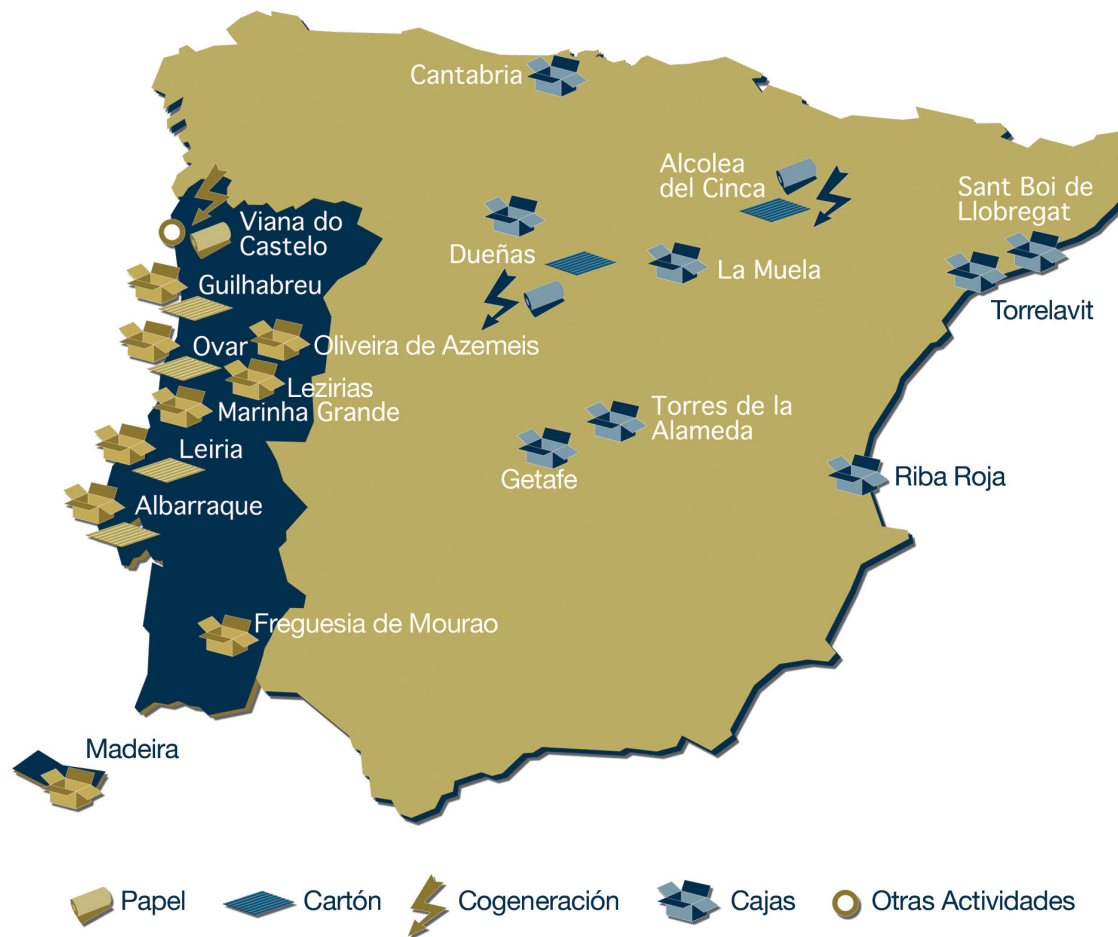 Cantabria
Alcolea
del Cinca
Sant Boi de
Llobregat
Viana do
Castelo
Dueñas
La Muela
Guilhabreu
Torrelavit
Ovar
Oliveira de Azemeis
Lezirias
Marinha Grande
Torres de la
Alameda
Leiria
Getafe
Riba Roja
Albarraque
Freguesia de Mourao
Madeira
Papel
Cartón
Cogeneración
Cajas
Otras Actividades